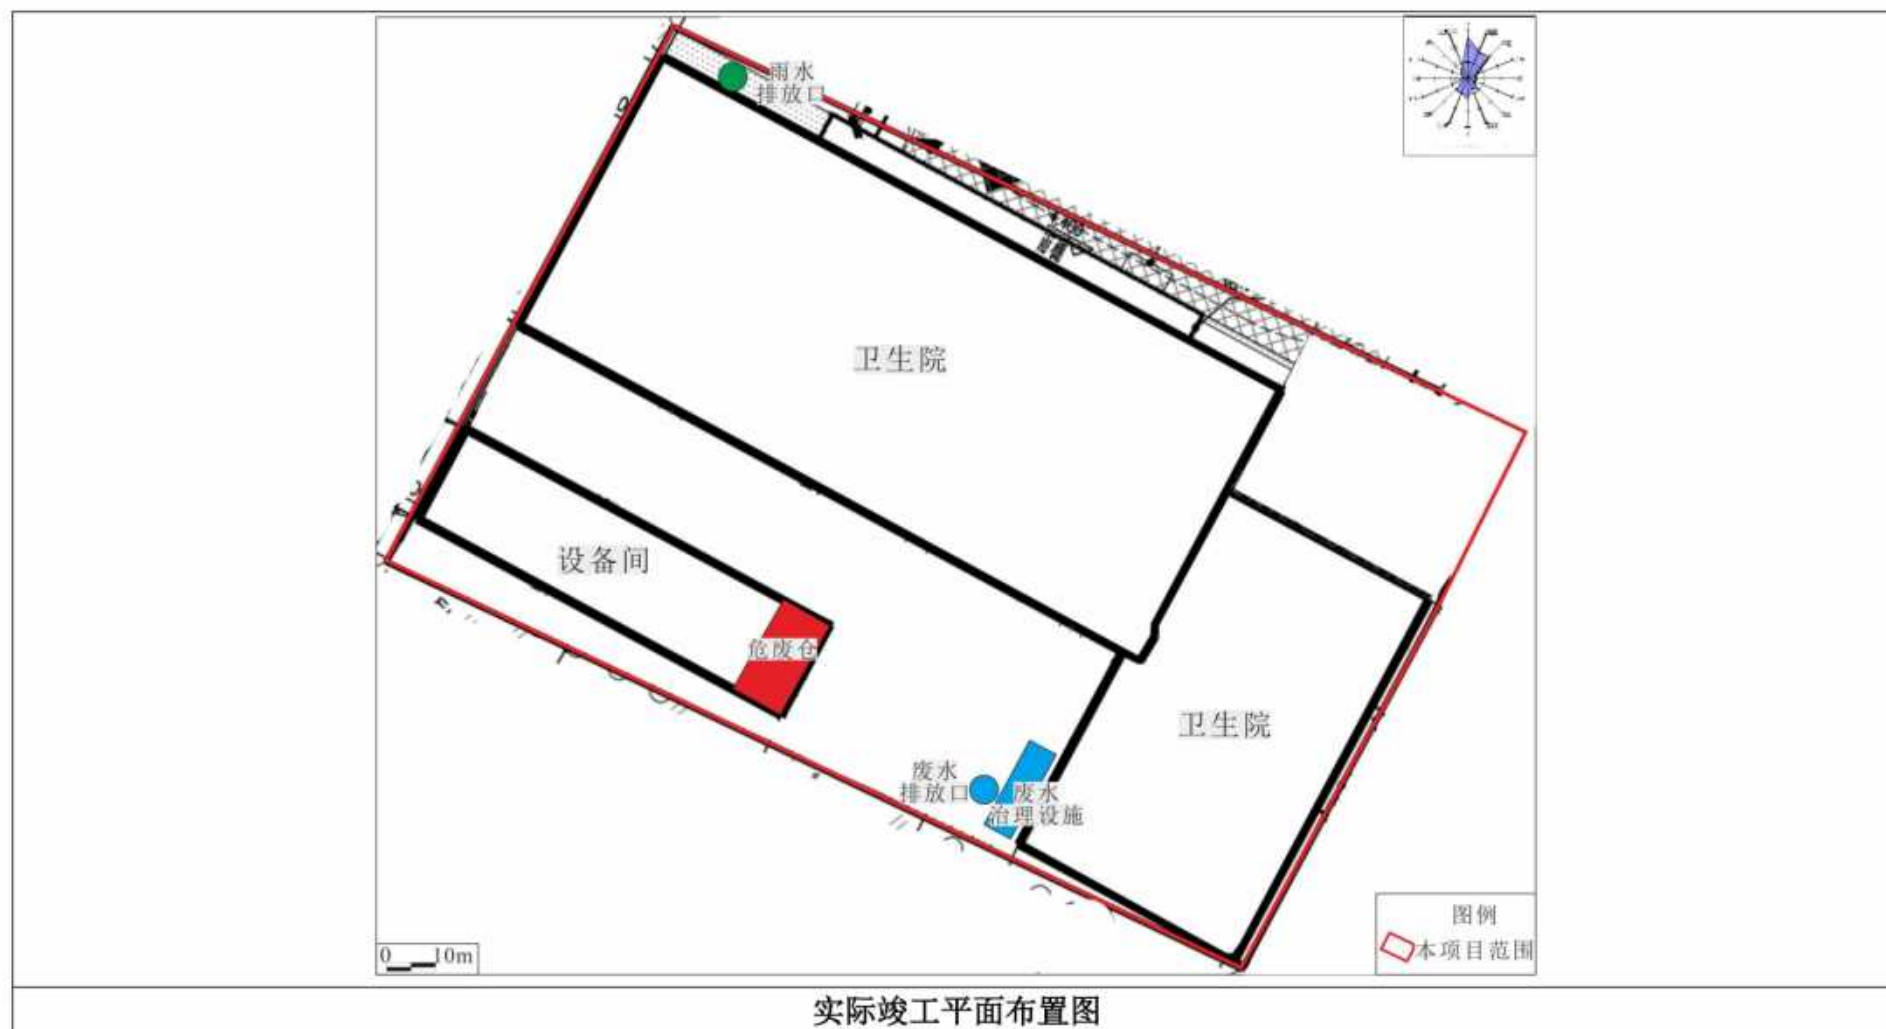 雨水
排放口
卫生院
设备间
危废仓
卫生院
废水
排放口
废水
治理设施
图例
本项目范围
0 10m
实际竣工平面布置图